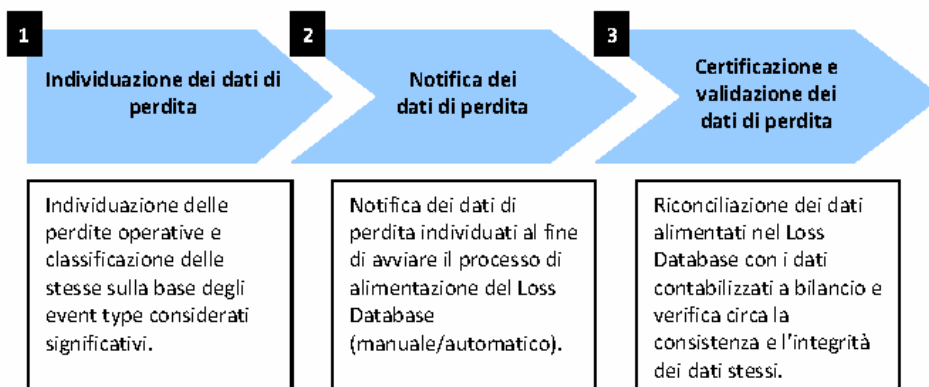 1
Individuazione dei dati di
perdita
2
Notifica dei
dati di perdita
3
Certificazione e
validazione dei
dati di perdita
Individuazione delle
perdite operative e
classificazione delle
stesse sulla base degli
event type considerati
significativi.
Notifica dei dati di
perdita individuati al fine
di avviare il processo di
alimentazione del Loss
Database
(manuale/automatico).
Riconciliazione dei dati
alimentati nel Loss
Database con i dati
contabilizzati a bilancio e
verifica circa la
consistenza e l'integrità
dei dati stessi.